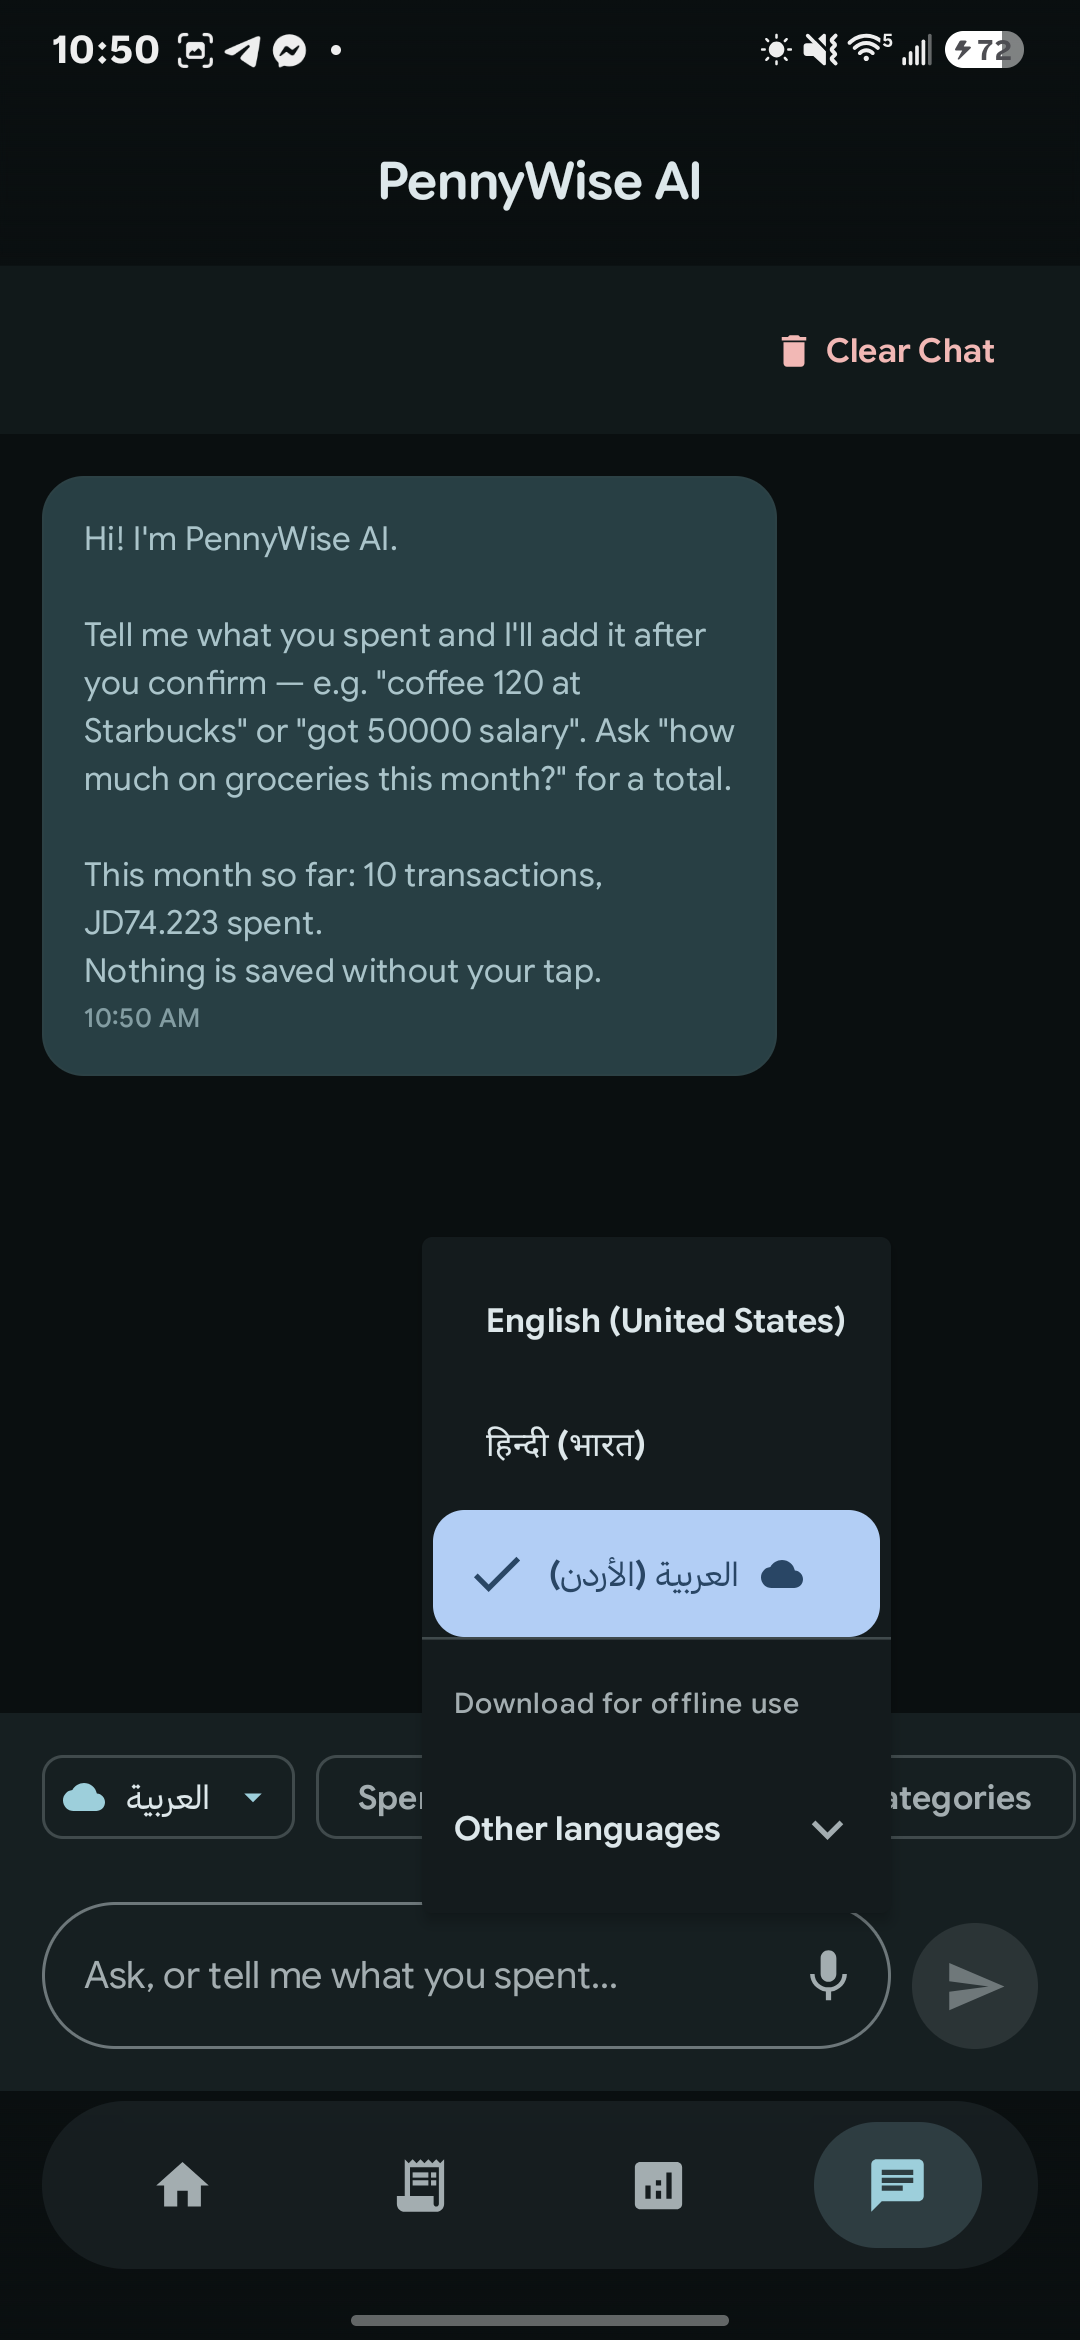 10:50
5
72
PennyWise AI
Clear Chat
Hi! I'm PennyWise AI.
Tell me what you spent and I'll add it after
you confirm — e.g. "coffee 120 at
Starbucks" or "got 50000 salary". Ask "how
much on groceries this month?" for a total.
This month so far: 10 transactions,
JD74.223 spent.
Nothing is saved without your tap.
10:50 AM
English (United States)
हिन्दी (भारत)
العربية (الأردن)
Download for offline use
العربية
Other languages
Ask, or tell me what you spent...